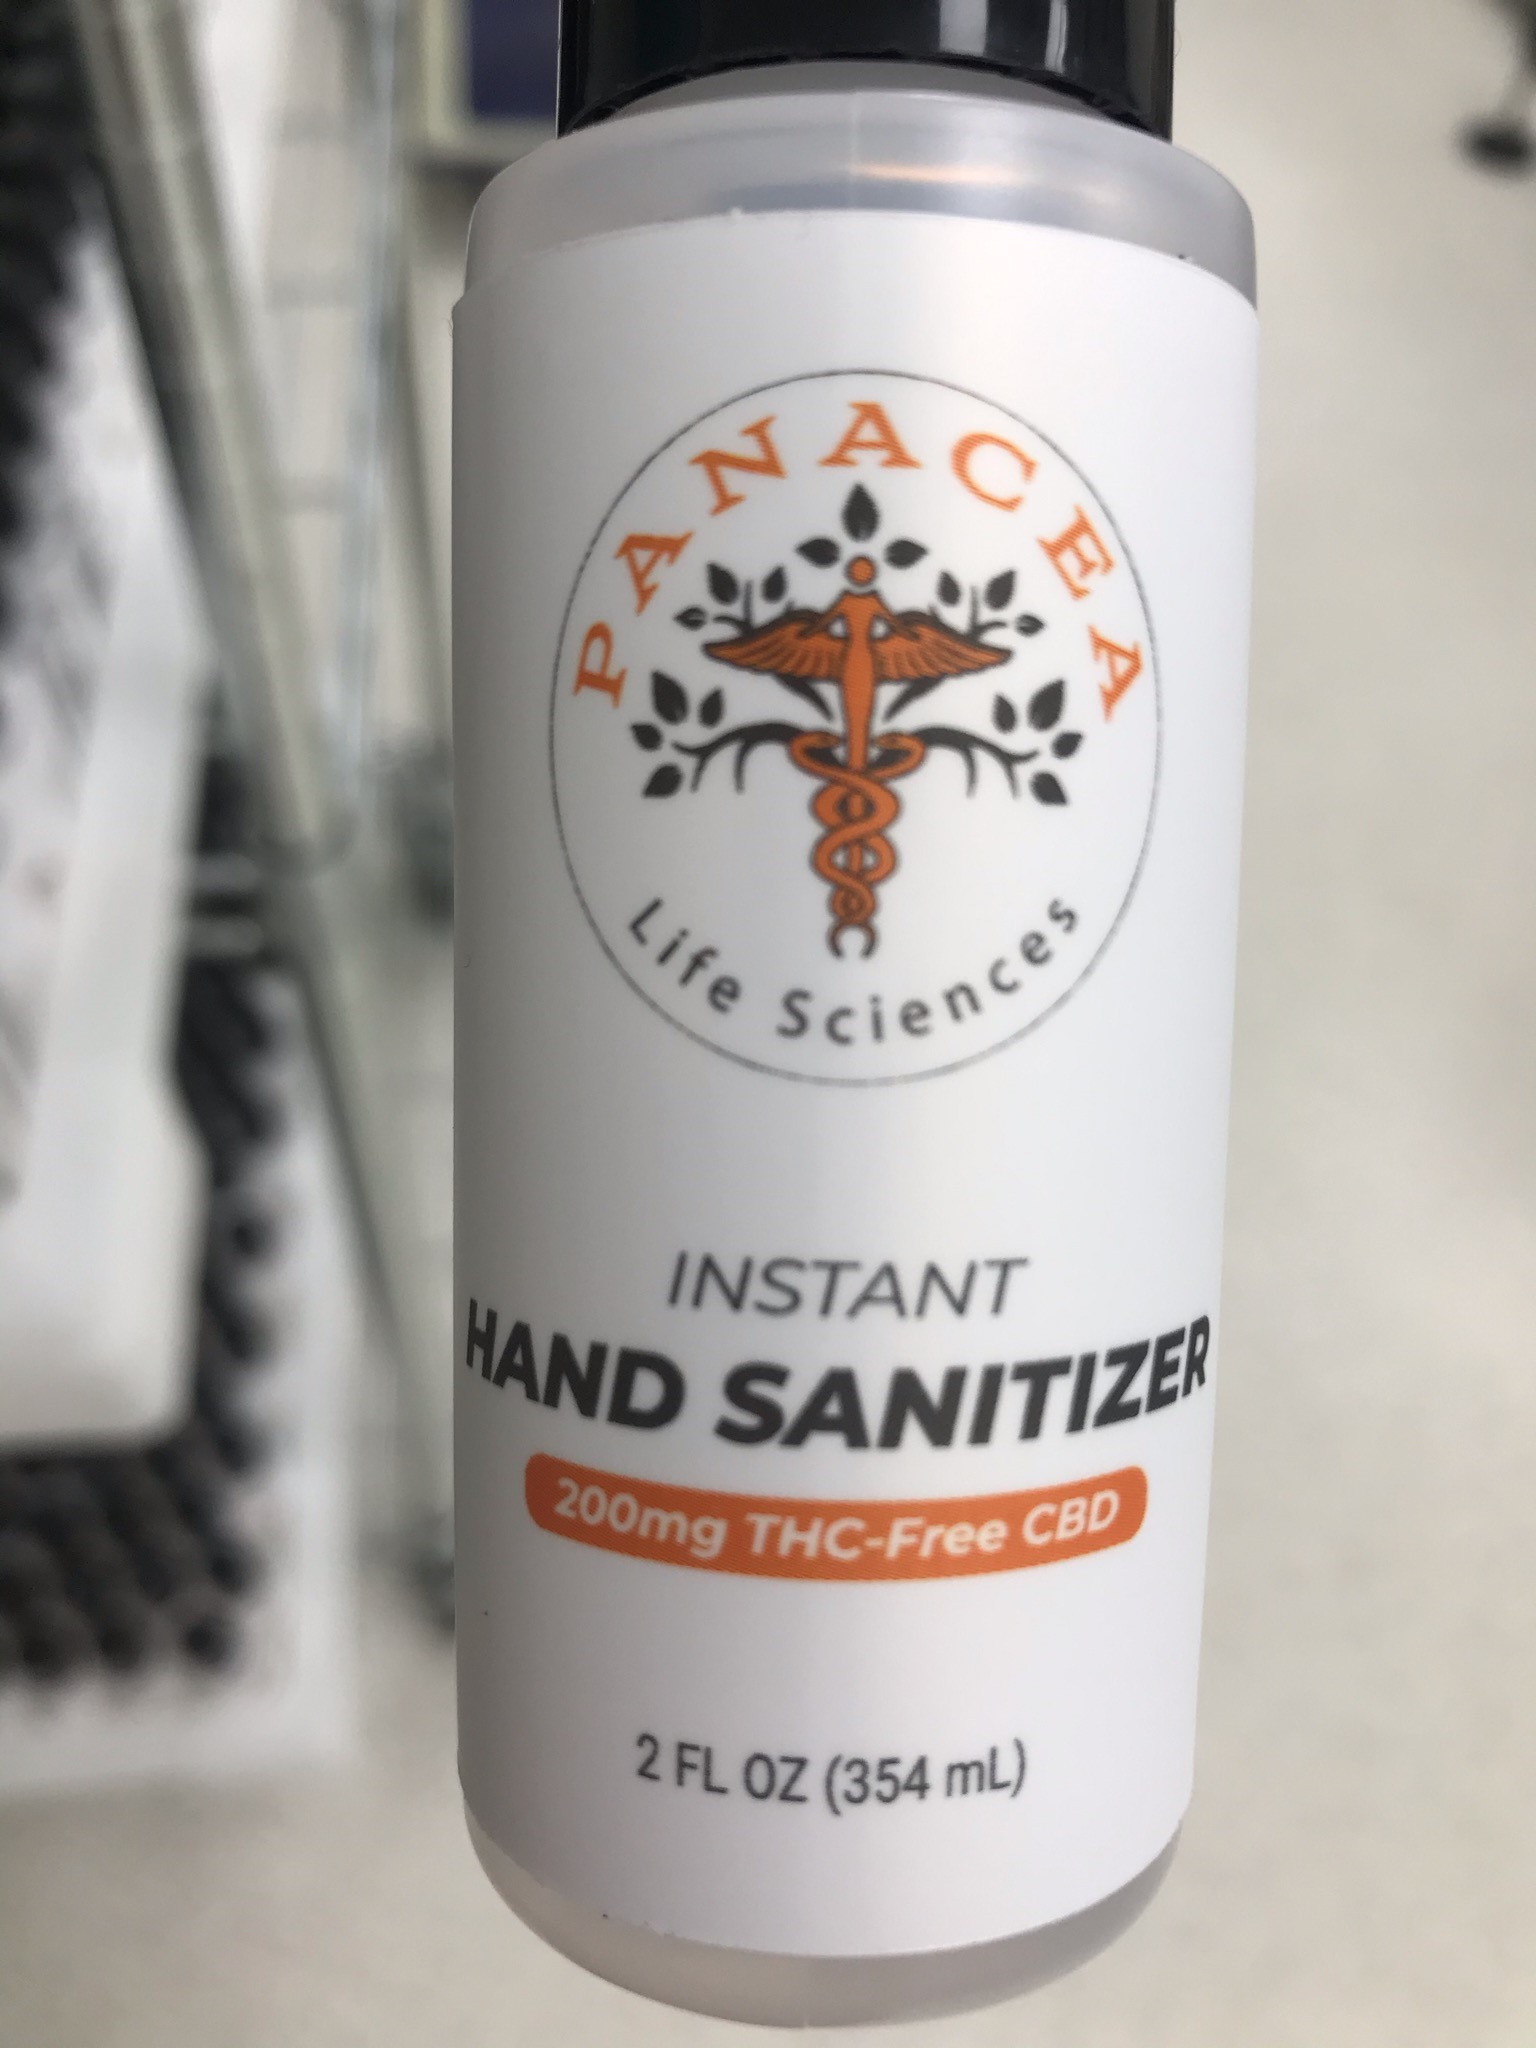 PANACEA
Life Sciences
INSTANT
HAND SANITIZER
200mg THC-Free CBD
2 FL OZ (354 mL)